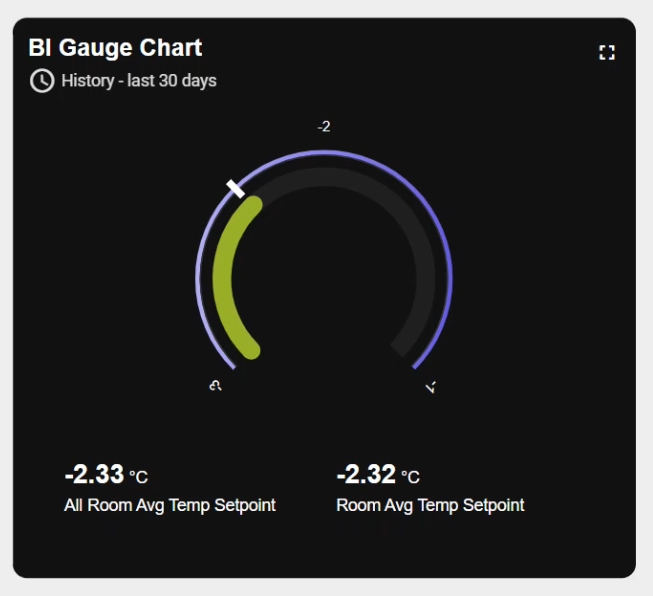 BI Gauge Chart
History - last 30 days
-2
-3
-1
-2.33 °C
-2.32 °C
All Room Avg Temp Setpoint
Room Avg Temp Setpoint